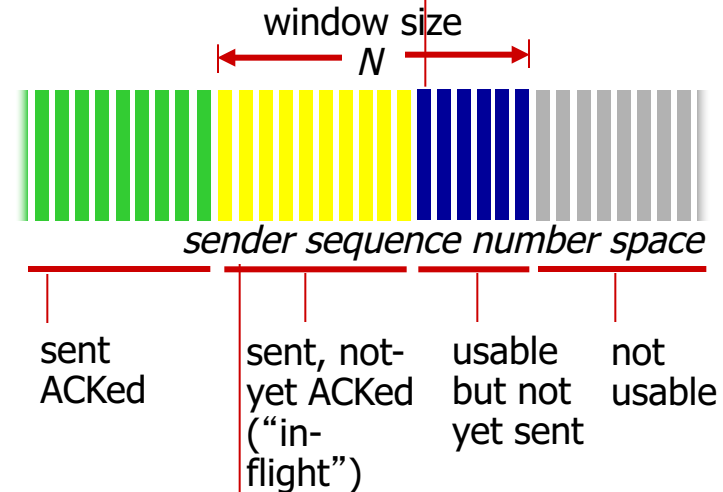 window size
N
sender sequence number space
sent
ACKed
sent, not-
yet ACKed
(“in-
flight”)
usable
but not
yet sent
not
usable